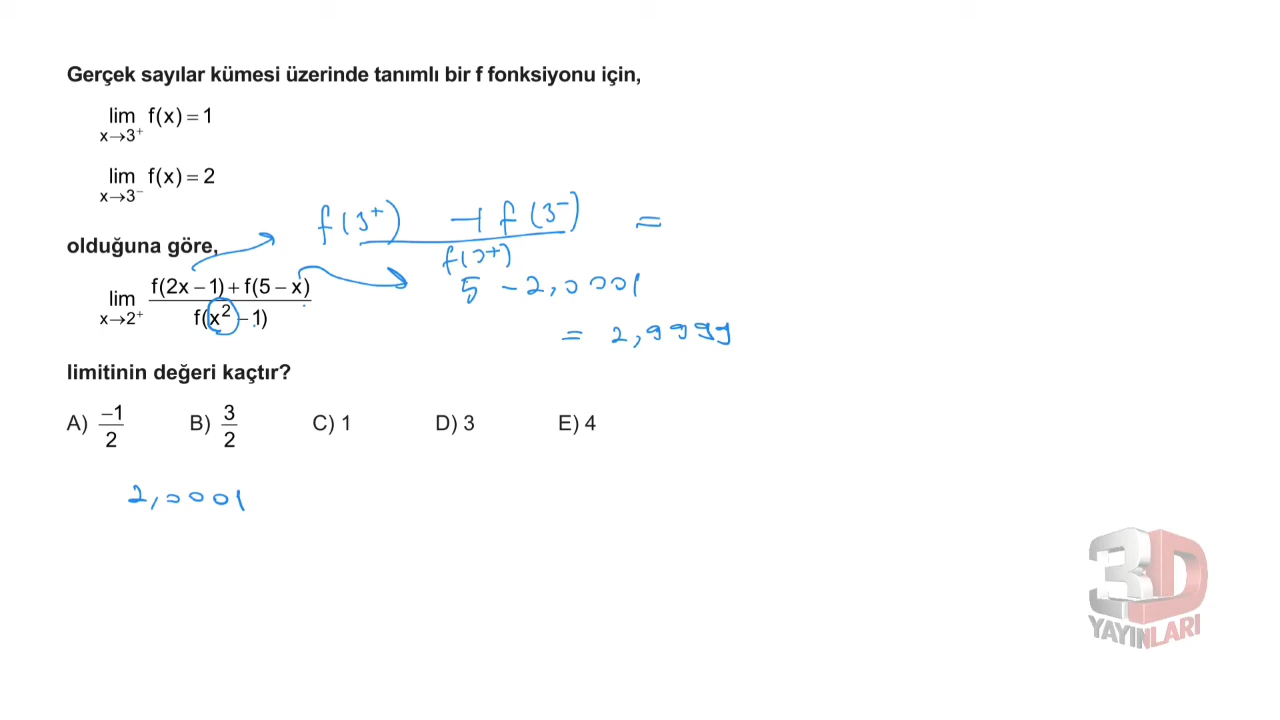 Gerçek sayılar kümesi üzerinde tanımlı bir f fonksiyonu için,
lim f(x) = 1
x→3⁺
lim f(x) = 2
x→3⁻
f(3⁺) + f(3⁻) =
olduğuna göre,
f(3⁺)
lim f(2x − 1) + f(5 − x)
x→2⁺ f(x² − 1)
5 - 2,0001
= 2,9999
limitinin değeri kaçtır?
A) −1/2 B) 3/2 C) 1 D) 3 E) 4
2,0001
3D
YAYINLARI